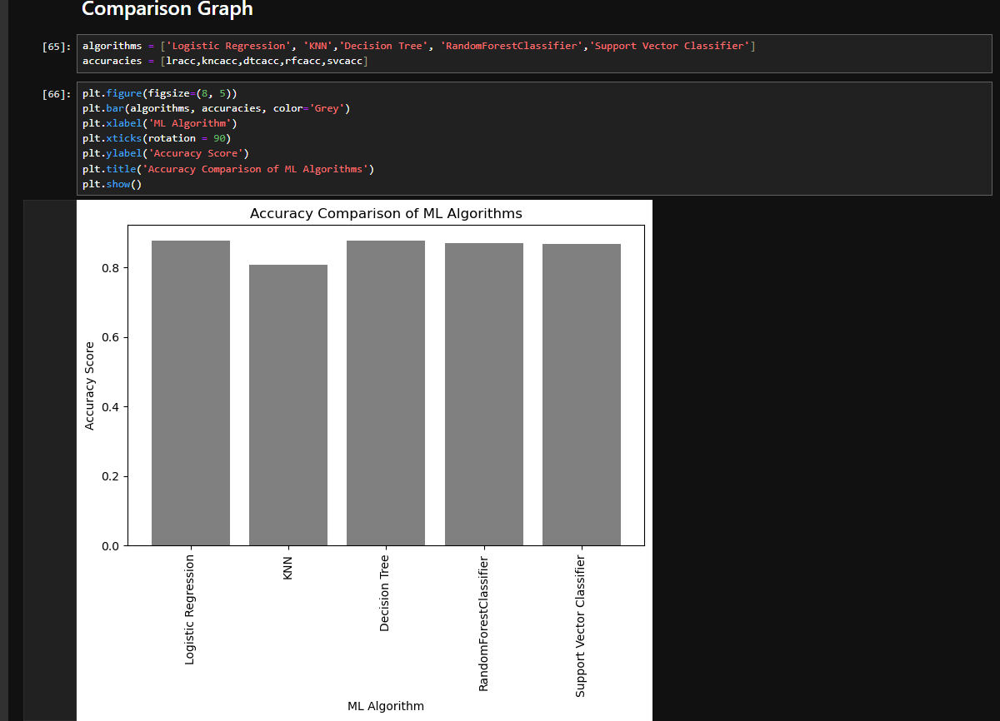 Comparison Graph
[65]: algorithms = ['Logistic Regression', 'KNN','Decision Tree', 'RandomForestClassifier','Support Vector Classifier']
accuracies = [lracc,kncacc,dtcacc,rfcacc,svcacc]
[66]: plt.figure(figsize=(8, 5))
plt.bar(algorithms, accuracies, color='Grey')
plt.xlabel('ML Algorithm')
plt.xticks(rotation = 90)
plt.ylabel('Accuracy Score')
plt.title('Accuracy Comparison of ML Algorithms')
plt.show()
Accuracy Comparison of ML Algorithms
Accuracy Score
0.8
0.6
0.4
0.2
0.0
Logistic Regression
KNN
Decision Tree
RandomForestClassifier
Support Vector Classifier
ML Algorithm